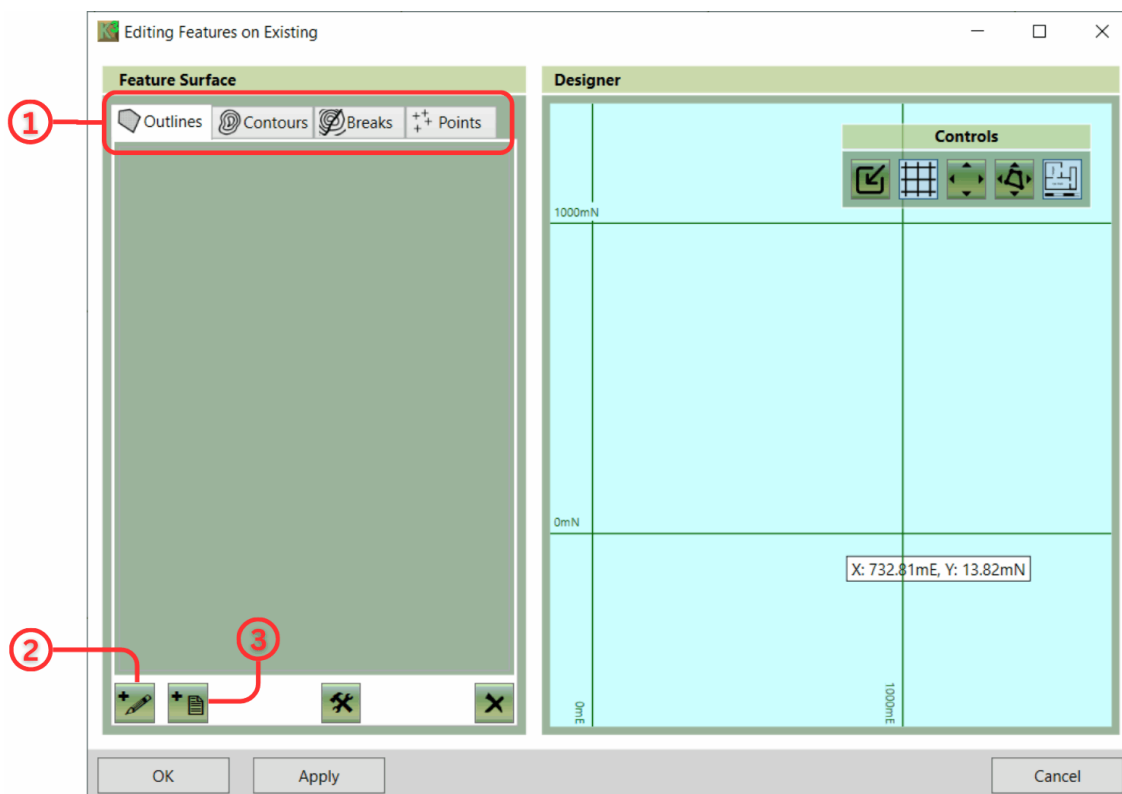 Editing Features on Existing
Feature Surface
Designer
1
Outlines
Contours
Breaks
Points
Controls
1000mN
0mN
X: 732.81mE, Y: 13.82mN
2
3
0mE
1000mE
OK
Apply
Cancel